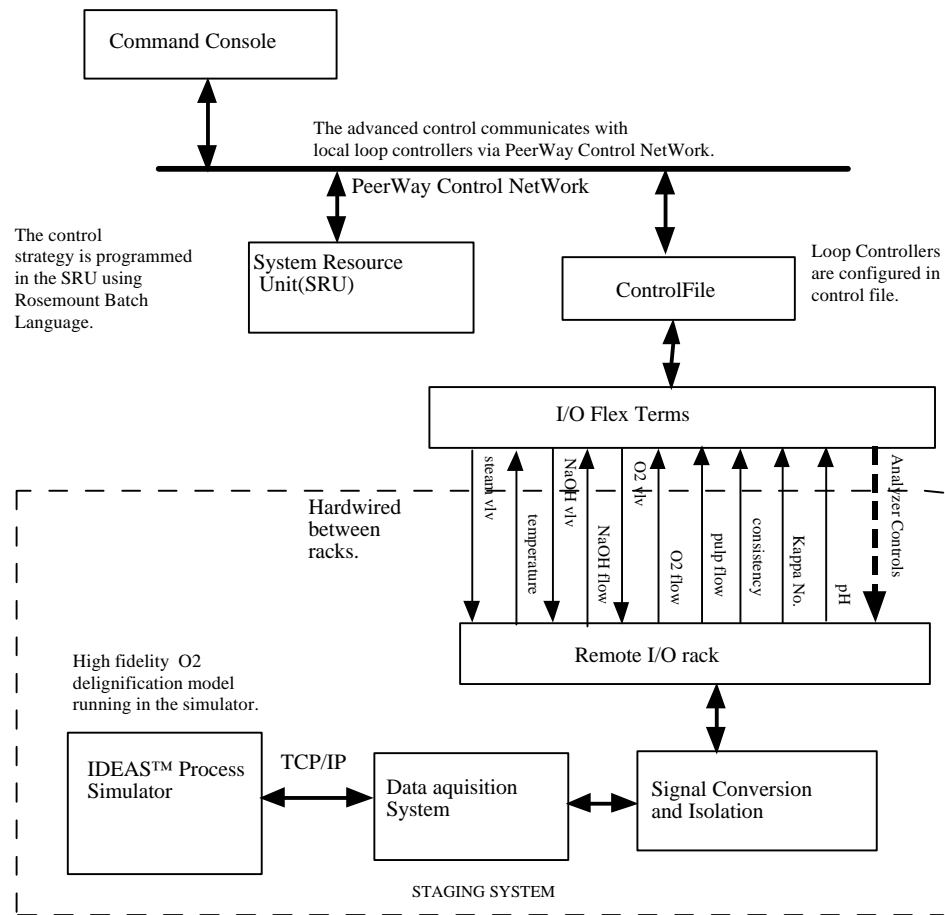 Command Console
The advanced control communicates with
local loop controllers via PeerWay Control NetWork.
PeerWay Control NetWork
The control
strategy is programmed
in the SRU using
Rosemount Batch
Language.
System Resource
Unit(SRU)
ControlFile
Loop Controllers
are configured in
control file.
I/O Flex Terms
steam vlv
temperature
NaOH vlv
NaOH flow
O2 vlv
O2 flow
pulp flow
consistency
Kappa No.
pH
Analyzer Controls
Hardwired
between
racks.
Remote I/O rack
High fidelity O2
delignification model
running in the simulator.
IDEAS™ Process
Simulator
TCP/IP
Data aquisition
System
Signal Conversion
and Isolation
STAGING SYSTEM